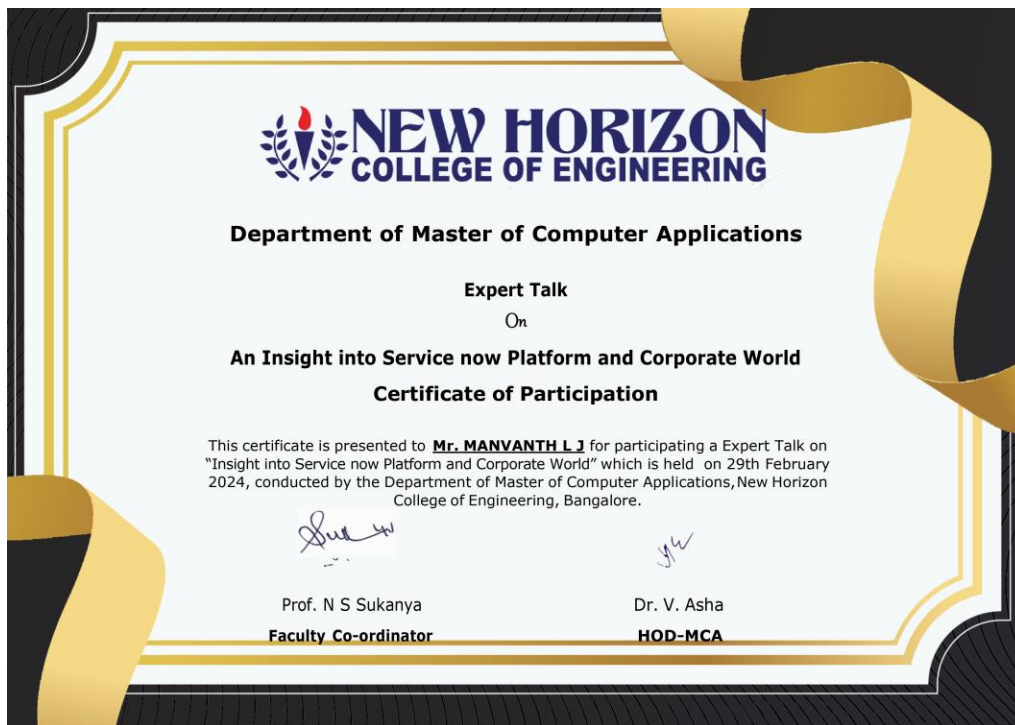 NEW HORIZON
COLLEGE OF ENGINEERING
Department of Master of Computer Applications
Expert Talk
On
An Insight into Service now Platform and Corporate World
Certificate of Participation
This certificate is presented to Mr. MANVANTH L J for participating a Expert Talk on
“Insight into Service now Platform and Corporate World” which is held on 29th February
2024, conducted by the Department of Master of Computer Applications, New Horizon
College of Engineering, Bangalore.
Prof. N S Sukanya
Dr. V. Asha
Faculty Co-ordinator
HOD-MCA